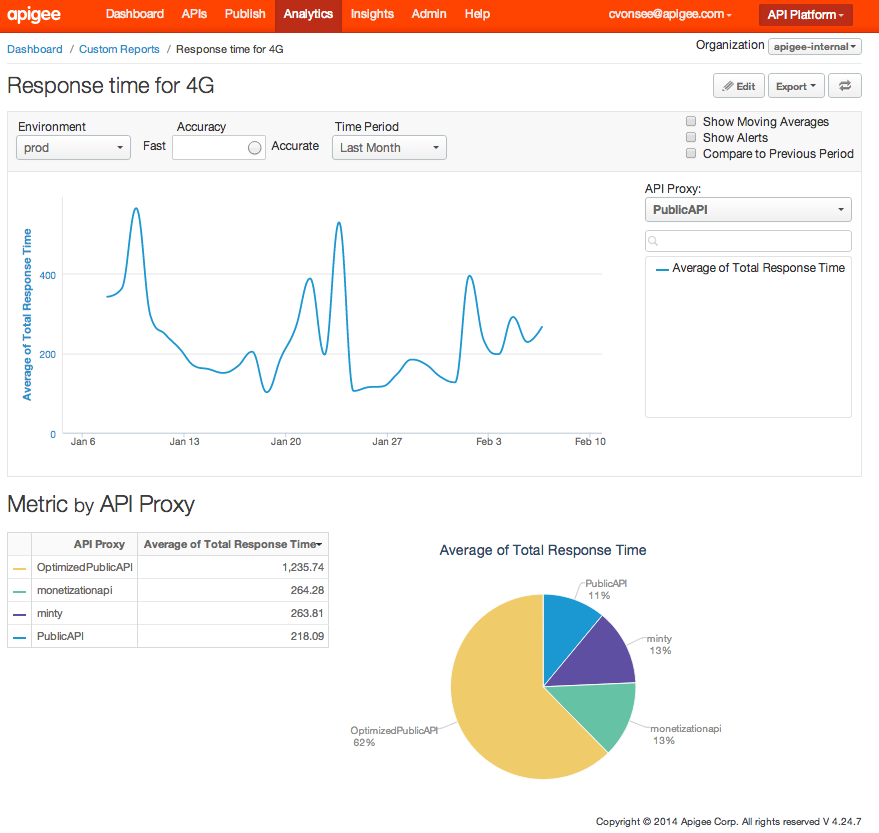 apigee Dashboard APIs Publish Analytics Insights Admin Help cvonsee@apigee.com API Platform
Dashboard / Custom Reports / Response time for 4G Organization apigee-internal
Response time for 4G Edit Export
Environment Accuracy Time Period
prod Fast Accurate Last Month
Show Moving Averages
Show Alerts
Compare to Previous Period
API Proxy:
PublicAPI
Average of Total Response Time
Average of Total Response Time
400
200
0
Jan 6 Jan 13 Jan 20 Jan 27 Feb 3 Feb 10
Metric by API Proxy
API Proxy Average of Total Response Time
OptimizedPublicAPI 1,235.74
monetizationapi 264.28
minty 263.81
PublicAPI 218.09
Average of Total Response Time
PublicAPI
11%
minty
13%
monetizationapi
13%
OptimizedPublicAPI
62%
Copyright © 2014 Apigee Corp. All rights reserved V 4.24.7